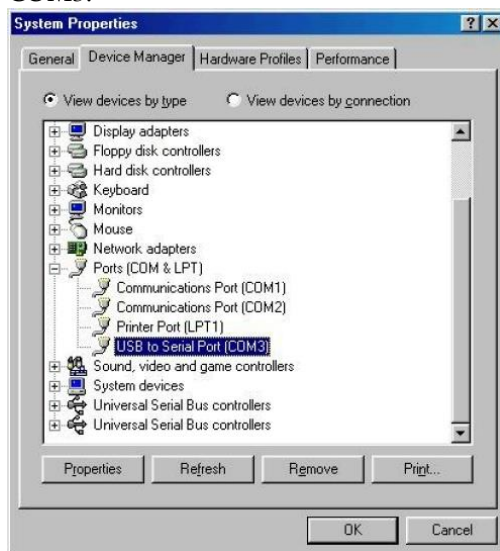 COM3.
System Properties
General Device Manager Hardware Profiles Performance
View devices by type View devices by connection
Display adapters
Floppy disk controllers
Hard disk controllers
Keyboard
Monitors
Mouse
Network adapters
Ports (COM & LPT)
Communications Port (COM1)
Communications Port (COM2)
Printer Port (LPT1)
USB to Serial Port (COM3)
Sound, video and game controllers
System devices
Universal Serial Bus controllers
Universal Serial Bus controllers
Properties Refresh Remove Print...
OK Cancel